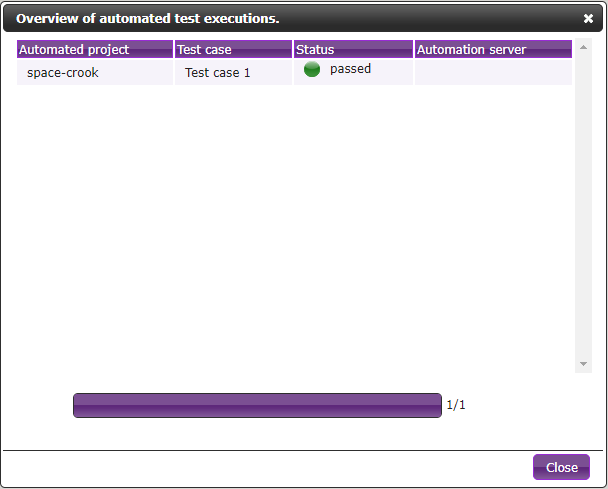 Overview of automated test executions.
Automated project Test case Status Automation server
space-crook Test case 1 passed
1/1
Close